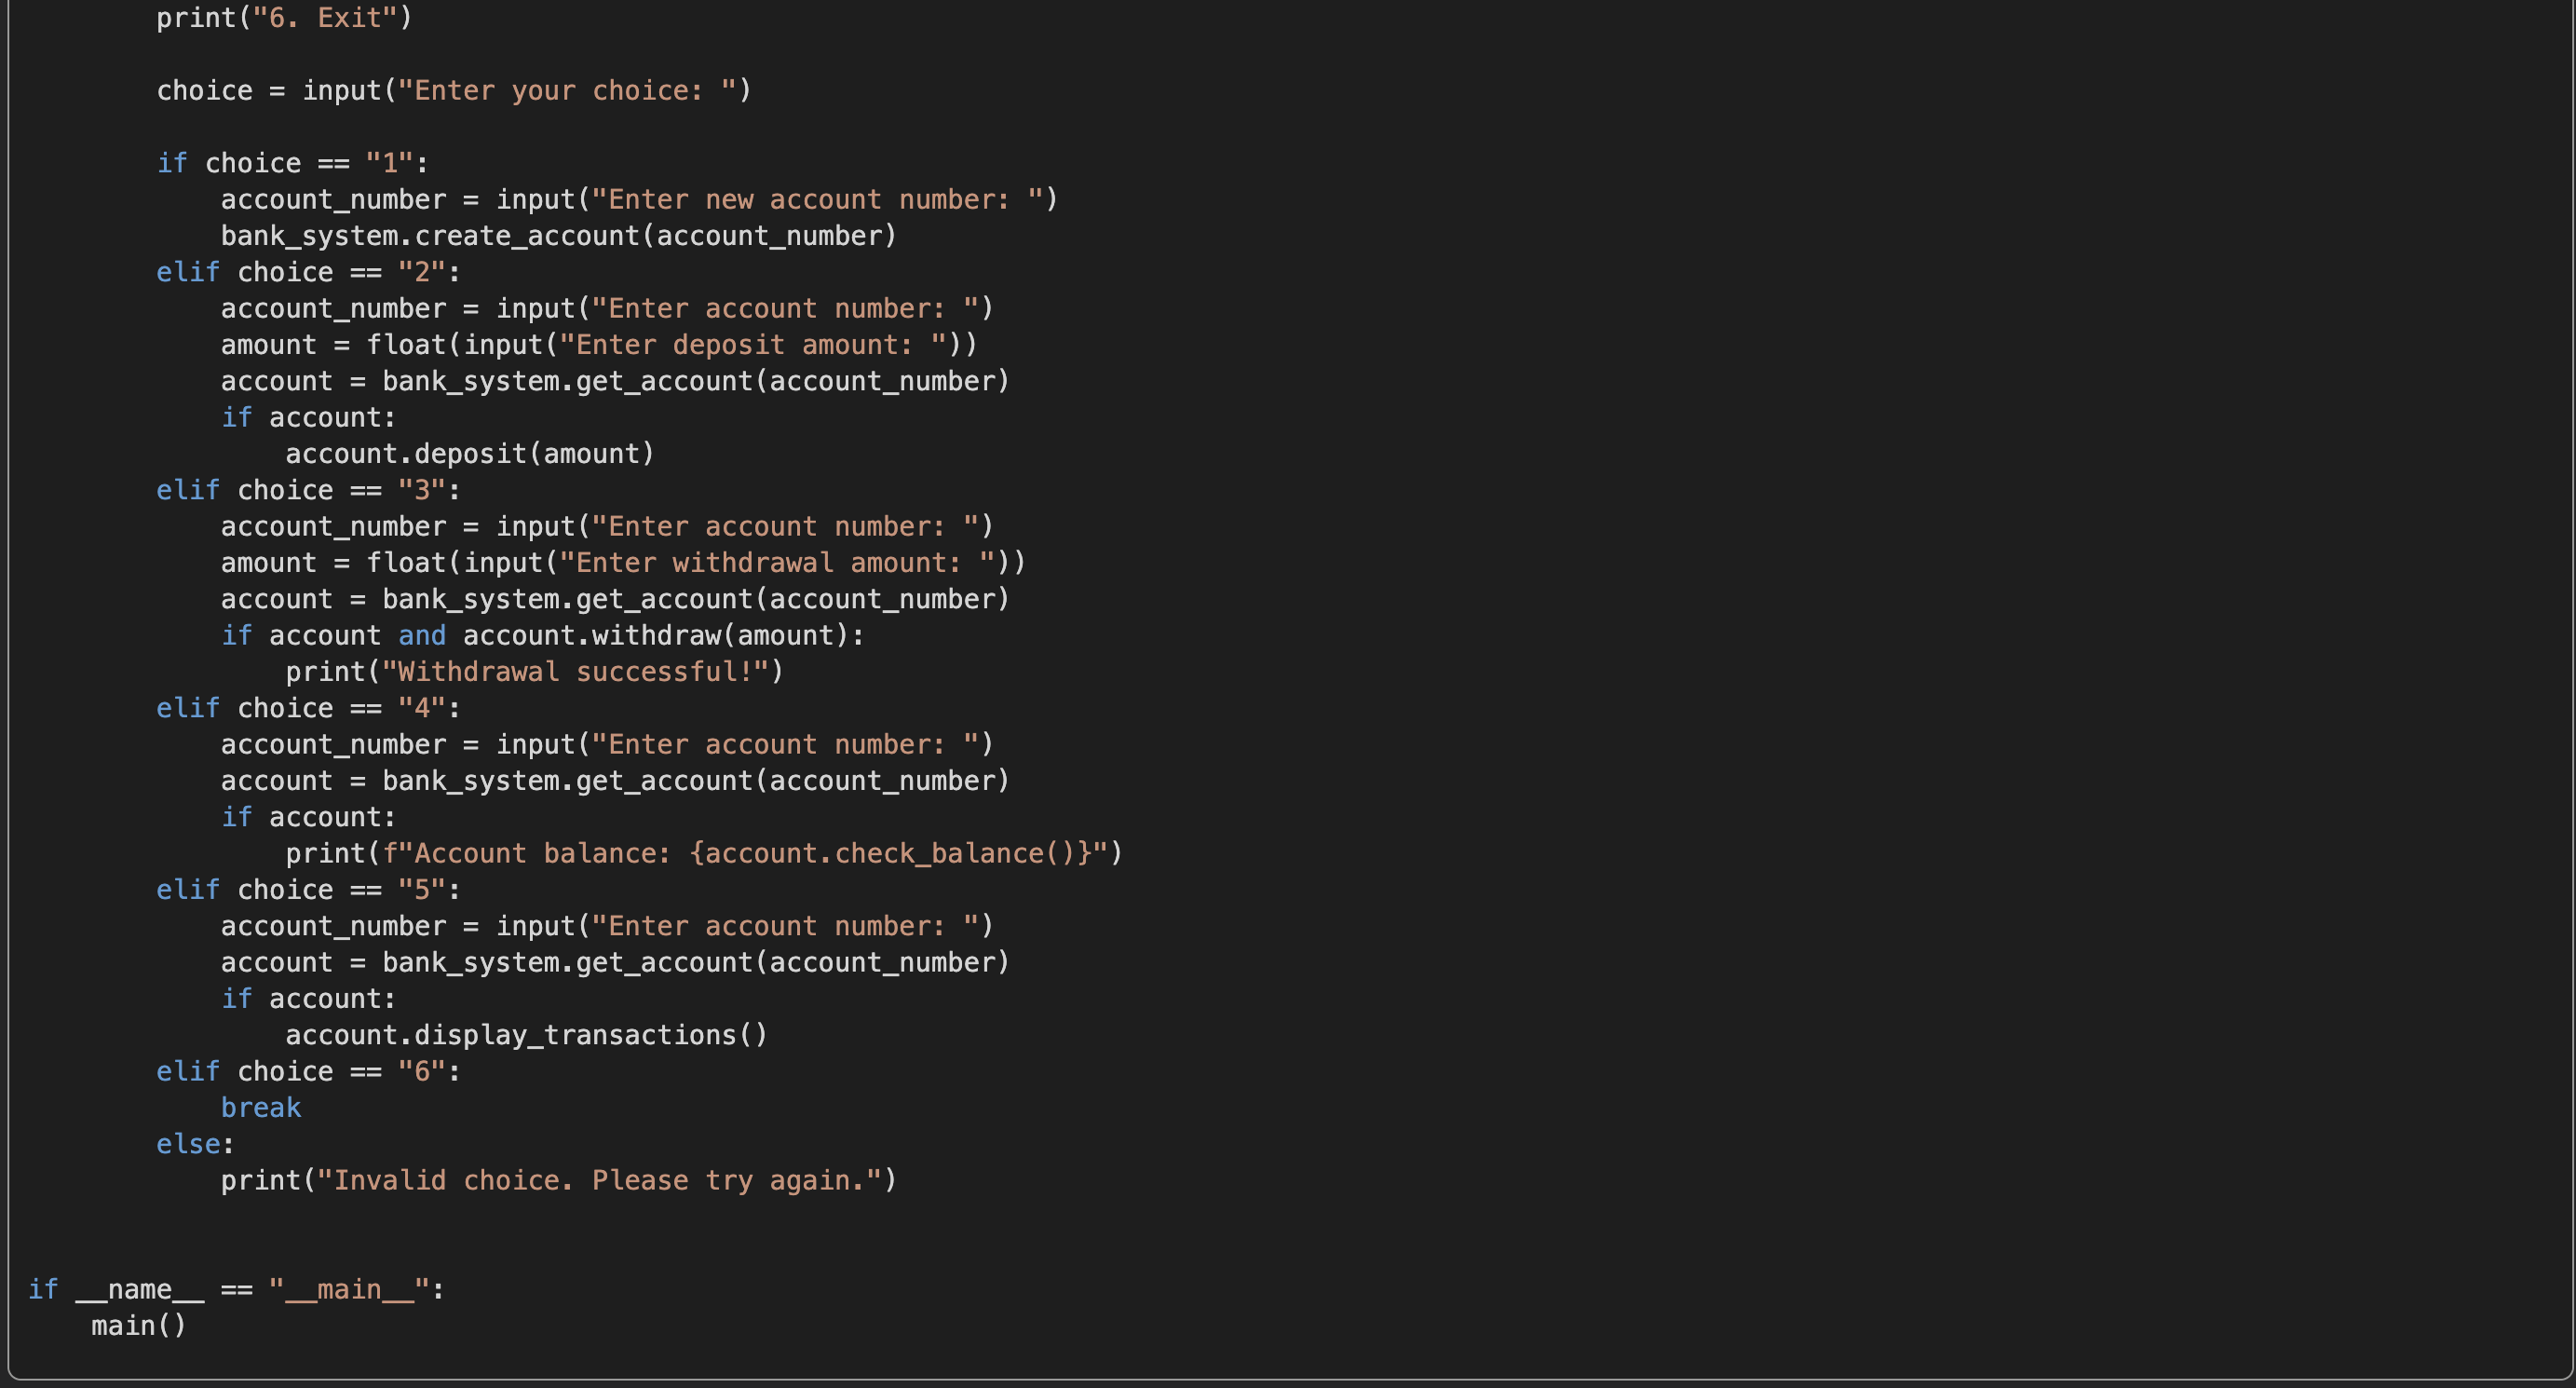 print("6. Exit")

        choice = input("Enter your choice: ")

        if choice == "1":
            account_number = input("Enter new account number: ")
            bank_system.create_account(account_number)
        elif choice == "2":
            account_number = input("Enter account number: ")
            amount = float(input("Enter deposit amount: "))
            account = bank_system.get_account(account_number)
            if account:
                account.deposit(amount)
        elif choice == "3":
            account_number = input("Enter account number: ")
            amount = float(input("Enter withdrawal amount: "))
            account = bank_system.get_account(account_number)
            if account and account.withdraw(amount):
                print("Withdrawal successful!")
        elif choice == "4":
            account_number = input("Enter account number: ")
            account = bank_system.get_account(account_number)
            if account:
                print(f"Account balance: {account.check_balance()}")
        elif choice == "5":
            account_number = input("Enter account number: ")
            account = bank_system.get_account(account_number)
            if account:
                account.display_transactions()
        elif choice == "6":
            break
        else:
            print("Invalid choice. Please try again.")


if __name__ == "__main__":
    main()